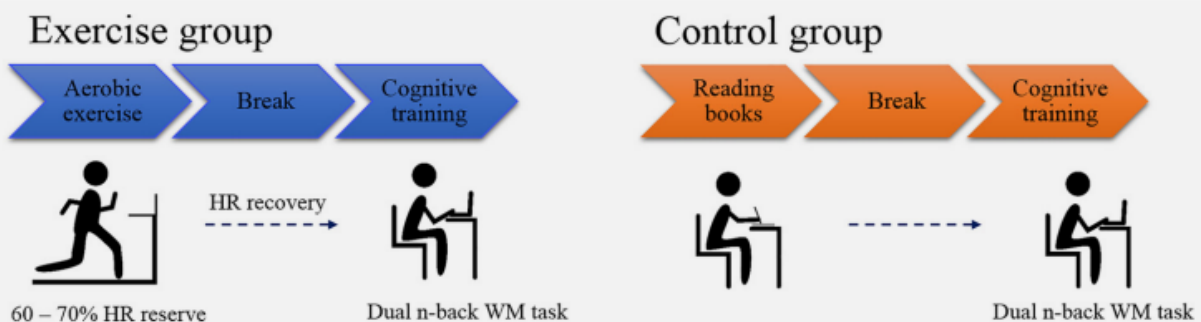 Exercise group
Aerobic
exercise
Break
Cognitive
training
HR recovery
60 – 70% HR reserve
Dual n-back WM task
Control group
Reading
books
Break
Cognitive
training
Dual n-back WM task